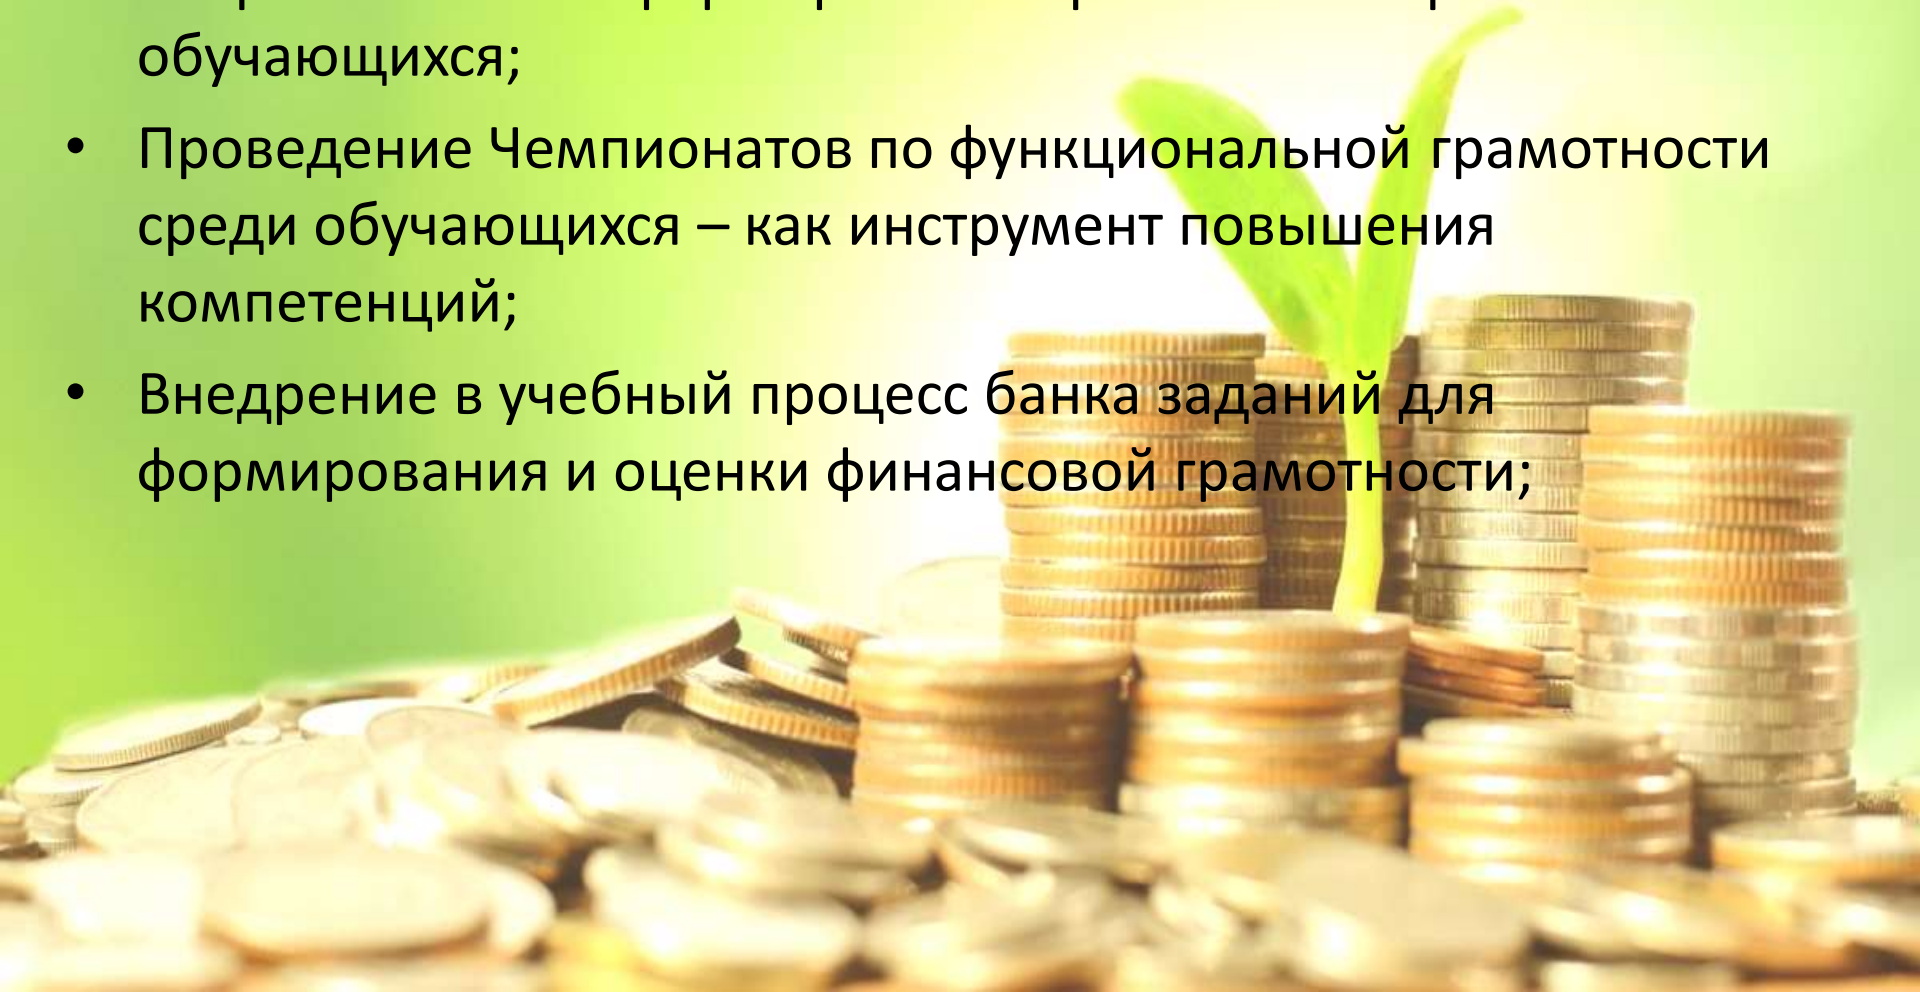 обучающихся;
• Проведение Чемпионатов по функциональной грамотности
среди обучающихся – как инструмент повышения
компетенций;
• Внедрение в учебный процесс банка заданий для
формирования и оценки финансовой грамотности;